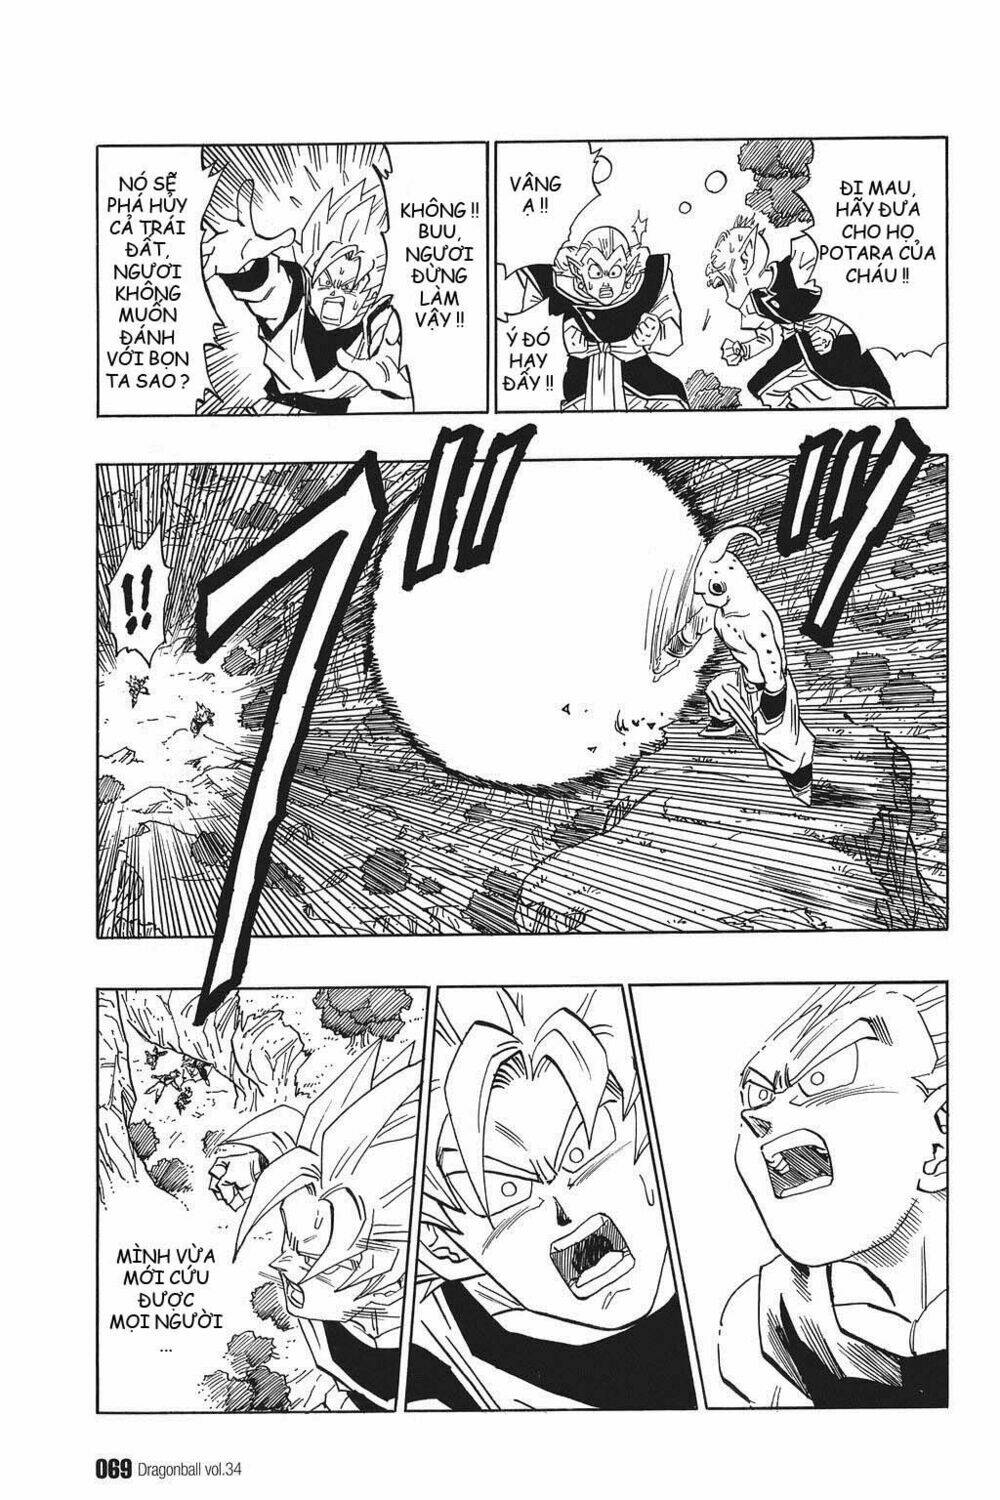 ĐI MAU,
HÃY ĐƯA
CHO HỌ
POTARA CỦA
CHÁU !!
VÂNG
Ạ !!
Ý ĐÓ
HAY
ĐẤY !!
KHÔNG !!
BUU,
NGƯỜI
ĐỪNG
LÀM
VẬY !!
NÓ SẼ
PHÁ HỦY
CẢ TRÁI
ĐẤT,
NGƯƠI
KHÔNG
MUỐN
ĐÁNH
VỚI BỌN
TA SAO ?
!!
MÌNH VỪA
MỚI CỨU
ĐƯỢC
MỌI NGƯỜI
...
069 Dragonball vol.34